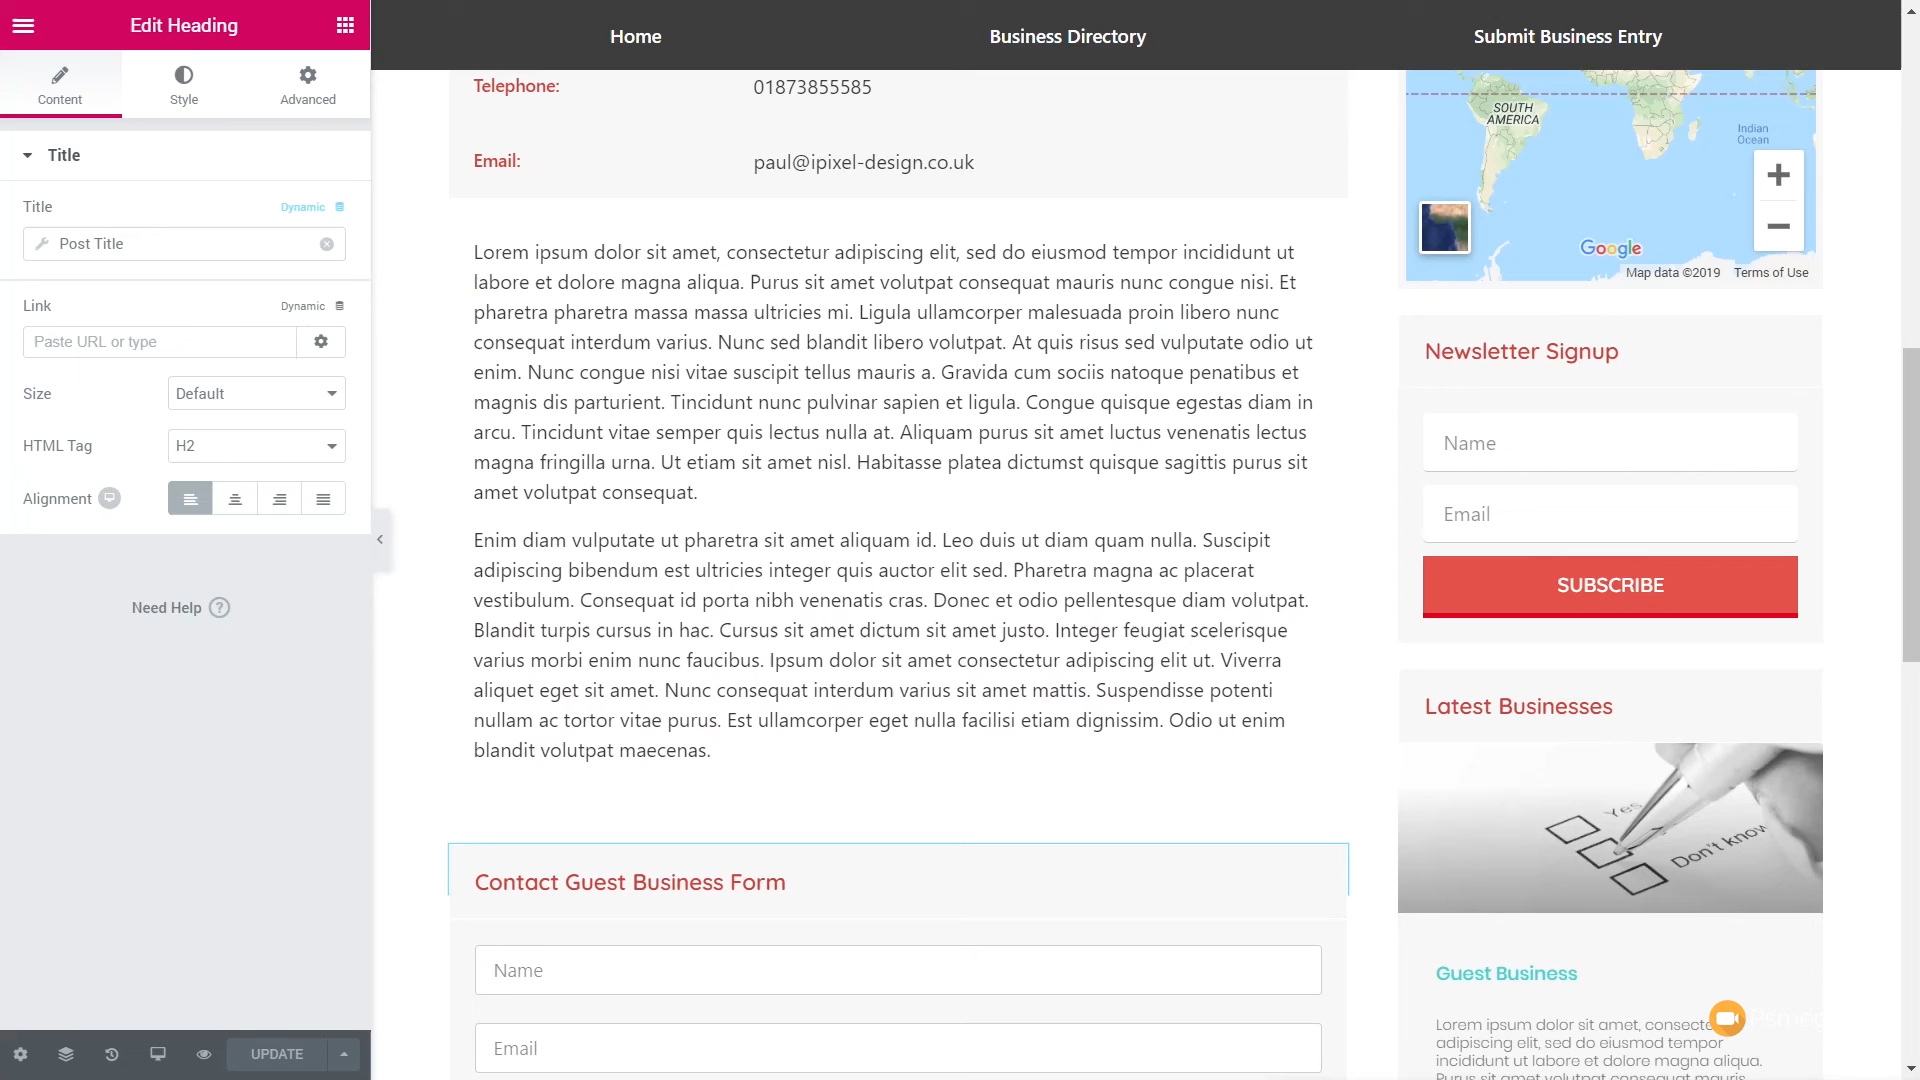 Edit Heading
Content
Style
Advanced
Title
Title
Dynamic
Post Title
Link
Dynamic
Paste URL or type
Size
Default
HTML Tag
H2
Alignment
Need Help
?
UPDATE
Home
Business Directory
Submit Business Entry
Telephone:
01873855585
Email:
paul@ipixel-design.co.uk
Lorem ipsum dolor sit amet, consectetur adipiscing elit, sed do eiusmod tempor incididunt ut
labore et dolore magna aliqua. Purus sit amet volutpat consequat mauris nunc congue nisi. Et
pharetra pharetra massa massa ultricies mi. Ligula ullamcorper malesuada proin libero nunc
consequat interdum varius. Nunc sed blandit libero volutpat. At quis risus sed vulputate odio ut
enim. Nunc congue nisi vitae suscipit tellus mauris a. Gravida cum sociis natoque penatibus et
magnis dis parturient. Tincidunt nunc pulvinar sapien et ligula. Congue quisque egestas diam in
arcu. Tincidunt vitae semper quis lectus nulla at. Aliquam purus sit amet luctus venenatis lectus
magna fringilla urna. Ut etiam sit amet nisl. Habitasse platea dictumst quisque sagittis purus sit
amet volutpat consequat.
Enim diam vulputate ut pharetra sit amet aliquam id. Leo duis ut diam quam nulla. Suscipit
adipiscing bibendum est ultricies integer quis auctor elit sed. Pharetra magna ac placerat
vestibulum. Consequat id porta nibh venenatis cras. Donec et odio pellentesque diam volutpat.
Blandit turpis cursus in hac. Cursus sit amet dictum sit amet justo. Integer feugiat scelerisque
varius morbi enim nunc faucibus. Ipsum dolor sit amet consectetur adipiscing elit ut. Viverra
aliquet eget sit amet. Nunc consequat interdum varius sit amet mattis. Suspendisse potenti
nullam ac tortor vitae purus. Est ullamcorper eget nulla facilisi etiam dignissim. Odio ut enim
blandit volutpat maecenas.
Contact Guest Business Form
Name
Email
SOUTH
AMERICA
Indian
Ocean
Google
Map data ©2019
Terms of Use
Newsletter Signup
Name
Email
SUBSCRIBE
Latest Businesses
Yes
Don't know
Guest Business
Lorem ipsum dolor sit amet, consecte
adipiscing elit, sed do eiusmod tempor
incididunt ut labore et dolore magna aliqua.
Purus sit amet volutpat consequat mauris